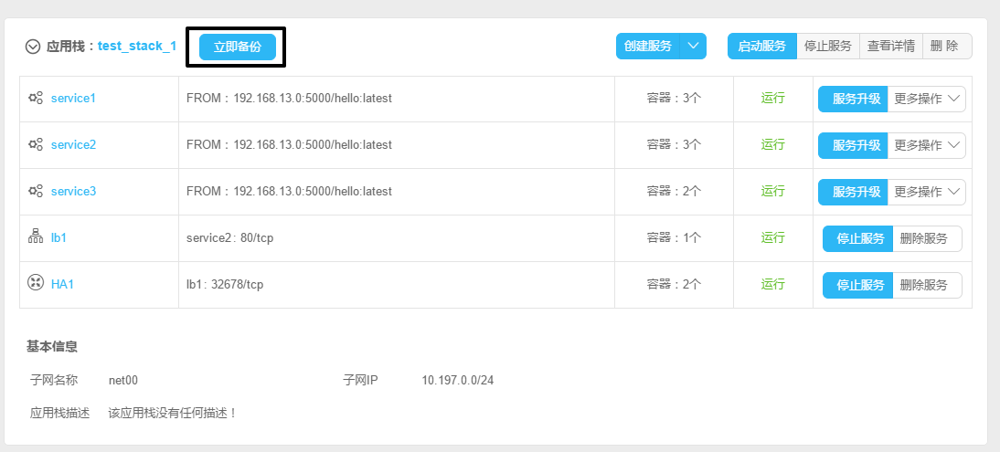 应用栈：test_stack_1 立即备份 创建服务 启动服务 停止服务 查看详情 删 除
service1 FROM：192.168.13.0:5000/hello:latest 容器：3个 运行 服务升级 更多操作
service2 FROM：192.168.13.0:5000/hello:latest 容器：3个 运行 服务升级 更多操作
service3 FROM：192.168.13.0:5000/hello:latest 容器：2个 运行 服务升级 更多操作
lb1 service2: 80/tcp 容器：1个 运行 停止服务 删除服务
HA1 lb1: 32678/tcp 容器：2个 运行 停止服务 删除服务
基本信息
子网名称 net00 子网IP 10.197.0.0/24
应用栈描述 该应用栈没有任何描述！